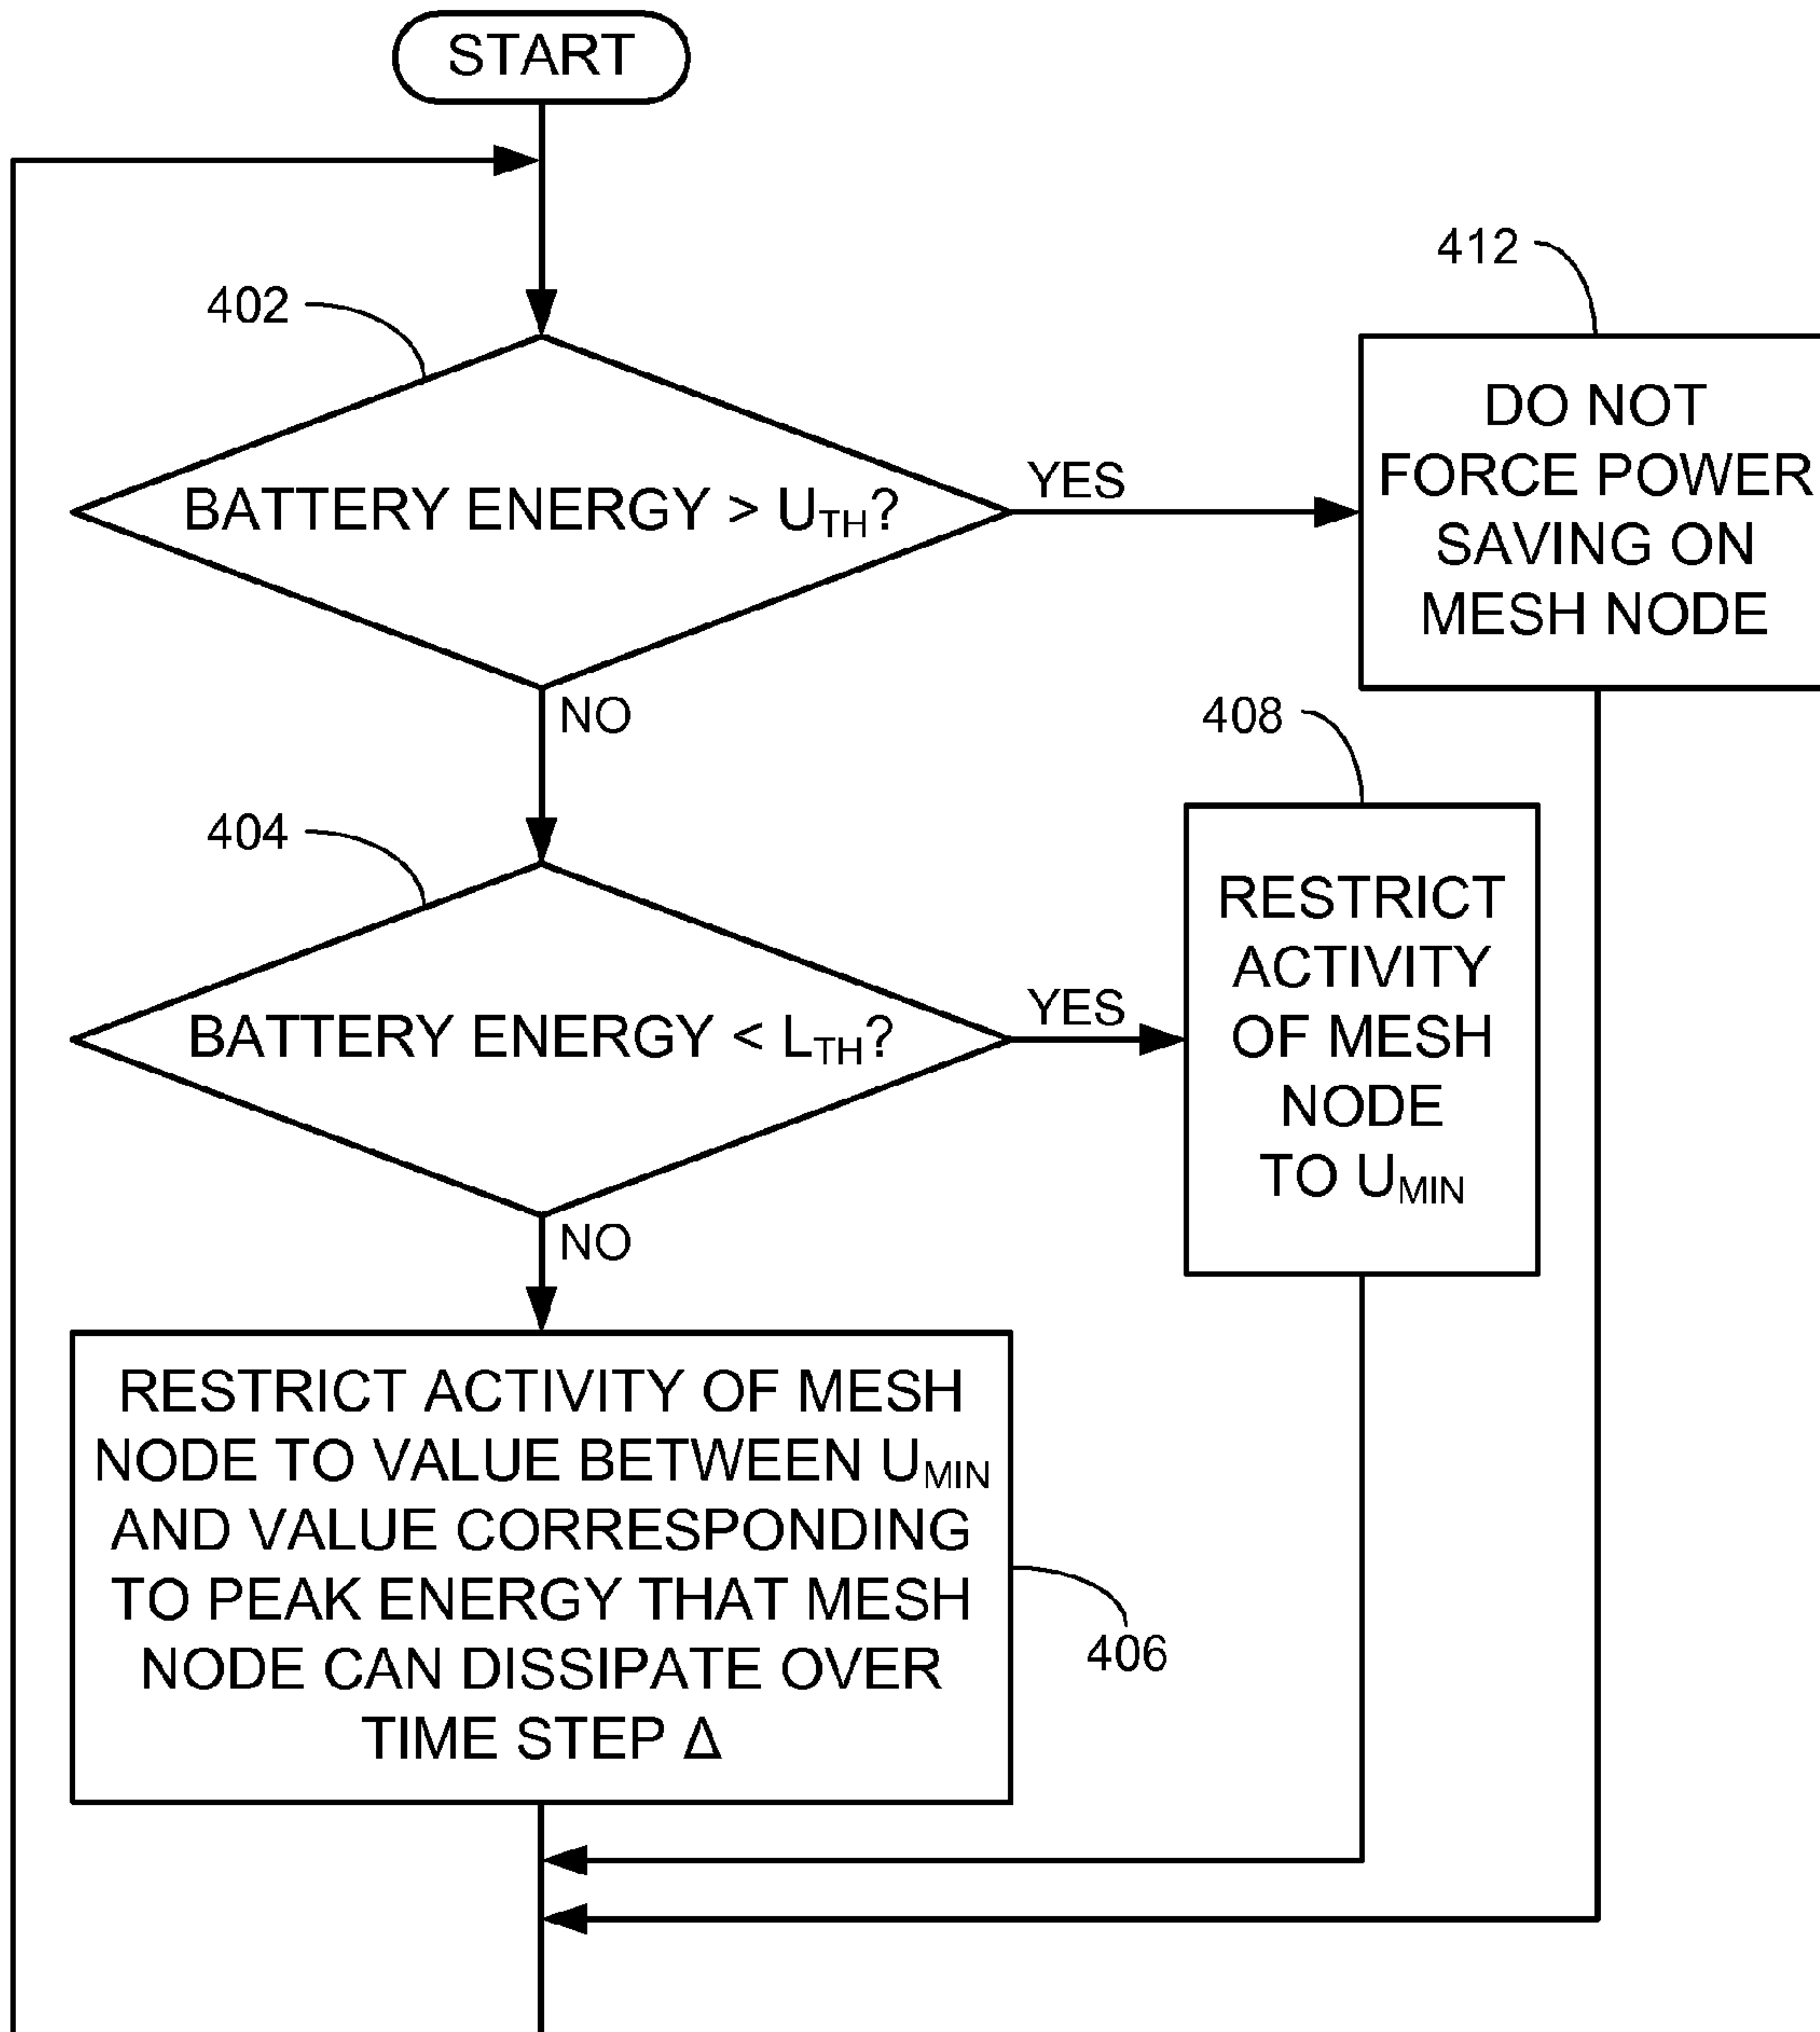 START
402
BATTERY ENERGY > UTH?
YES
412
DO NOT
FORCE POWER
SAVING ON
MESH NODE
NO
404
BATTERY ENERGY < LTH?
YES
408
RESTRICT
ACTIVITY
OF MESH
NODE
TO UMIN
NO
RESTRICT ACTIVITY OF MESH
NODE TO VALUE BETWEEN UMIN
AND VALUE CORRESPONDING
TO PEAK ENERGY THAT MESH
NODE CAN DISSIPATE OVER
TIME STEP Δ
406